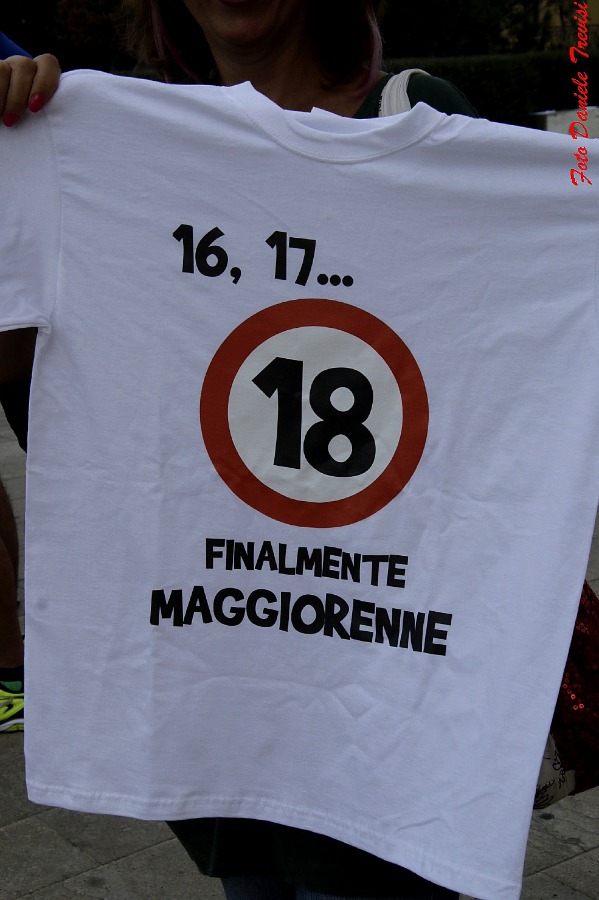 16, 17...
18
FINALMENTE
MAGGIORENNE
Foto Daniele Trevisi